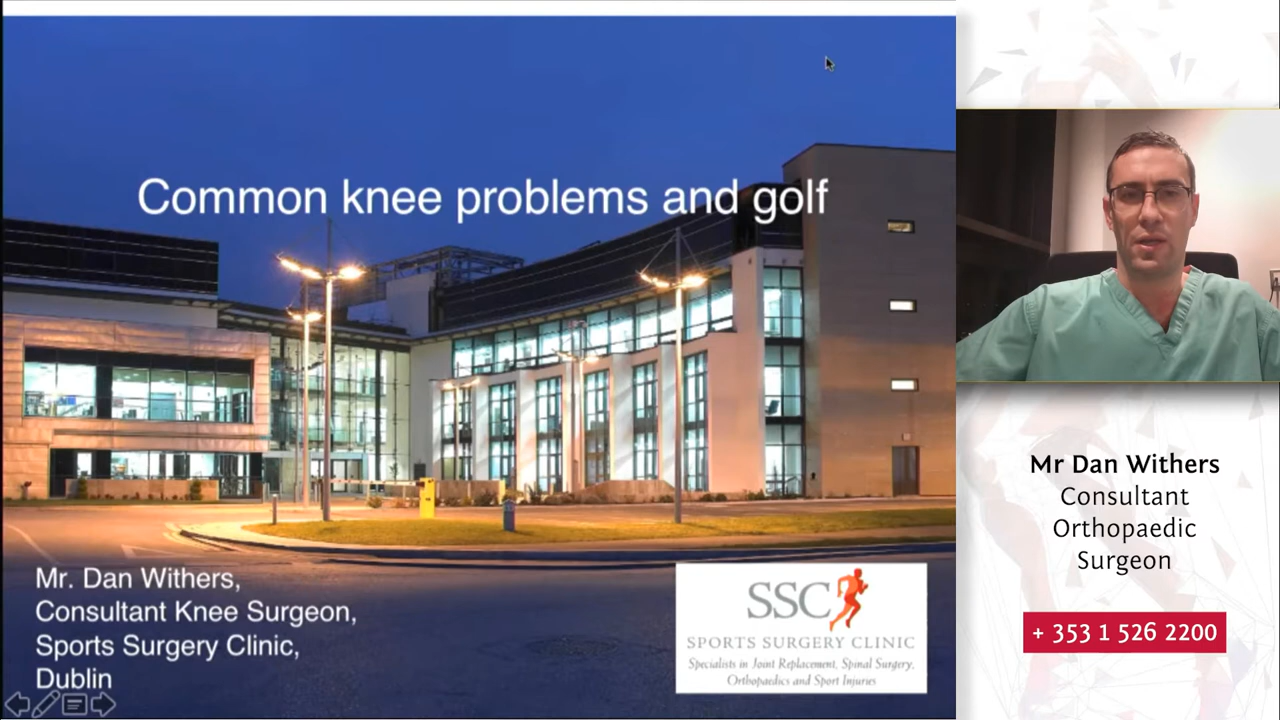 Common knee problems and golf
Mr. Dan Withers,
Consultant Knee Surgeon,
Sports Surgery Clinic,
Dublin
SSC
SPORTS SURGERY CLINIC
Specialists in Joint Replacement, Spinal Surgery,
Orthopaedics and Sport Injuries
Mr Dan Withers
Consultant
Orthopaedic
Surgeon
+ 353 1 526 2200